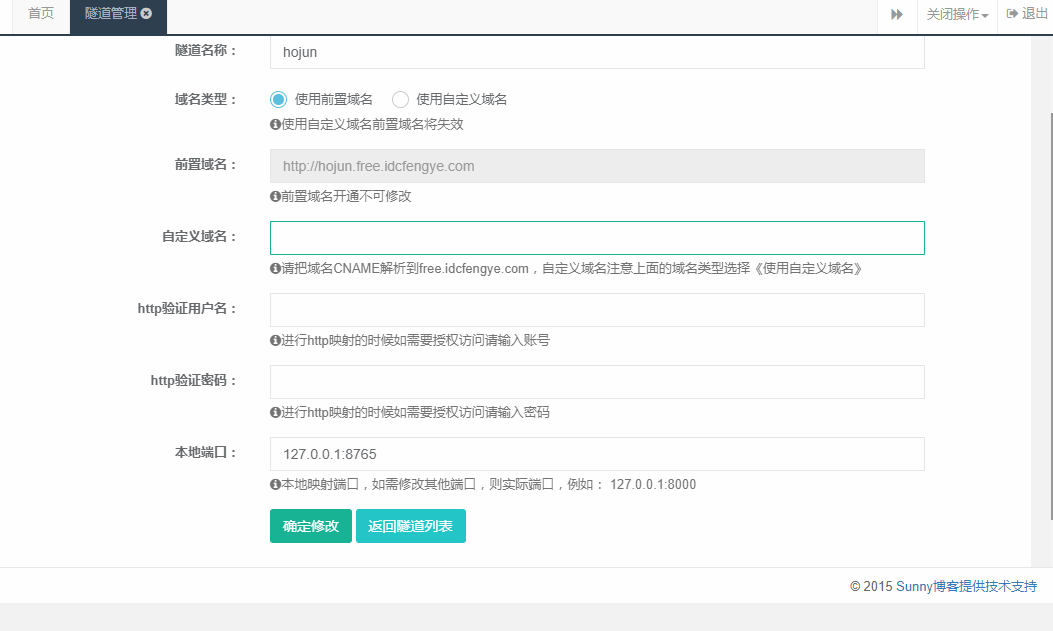 首页
隧道管理
关闭操作
退出
隧道名称：
hojun
域名类型：
使用前置域名
使用自定义域名
使用自定义域名前置域名将失效
前置域名：
http://hojun.free.idcfengye.com
前置域名开通不可修改
自定义域名：
请把域名CNAME解析到free.idcfengye.com，自定义域名注意上面的域名类型选择《使用自定义域名》
http验证用户名：
进行http映射的时候如需要授权访问请输入账号
http验证密码：
进行http映射的时候如需要授权访问请输入密码
本地端口：
127.0.0.1:8765
本地映射端口，如需修改其他端口，则实际端口，例如： 127.0.0.1:8000
确定修改
返回隧道列表
© 2015 Sunny博客提供技术支持